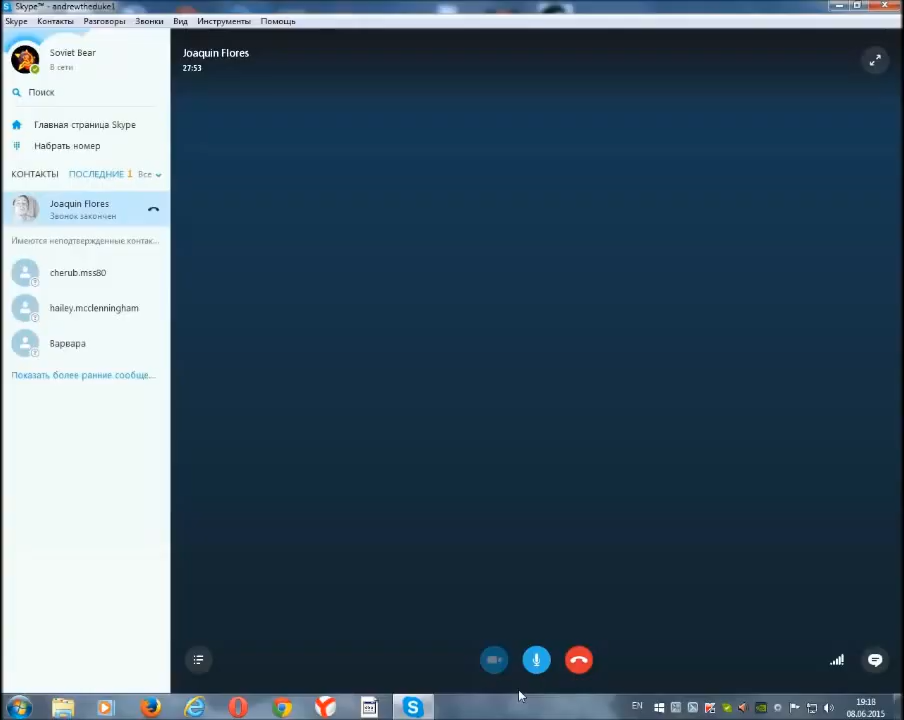 Skype™ - andrewtheduke1
Skype Контакты Разговоры Звонки Вид Инструменты Помощь
Soviet Bear
В сети
Поиск
Главная страница Skype
Набрать номер
КОНТАКТЫ ПОСЛЕДНИЕ 1 Все
Joaquin Flores
Звонок закончен
Имеются неподтвержденные контак...
cherub.mss80
hailey.mcclenningham
Варвара
Показать более ранние сообще...
Joaquin Flores
27:53
EN
19:18
08.06.2015